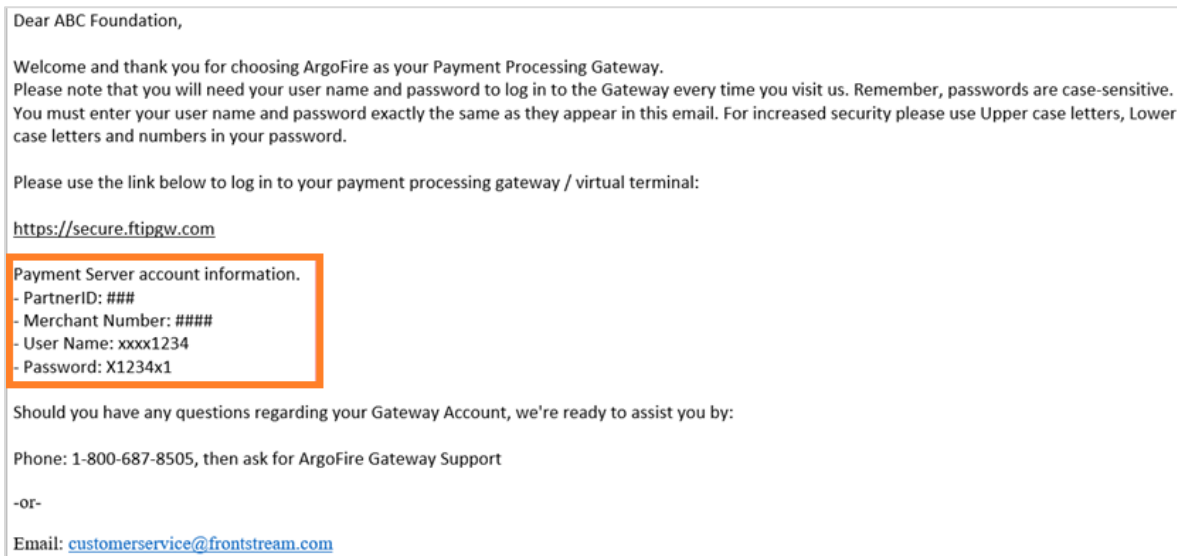 Dear ABC Foundation,
Welcome and thank you for choosing ArgoFire as your Payment Processing Gateway.
Please note that you will need your user name and password to log in to the Gateway every time you visit us. Remember, passwords are case-sensitive.
You must enter your user name and password exactly the same as they appear in this email. For increased security please use Upper case letters, Lower
case letters and numbers in your password.
Please use the link below to log in to your payment processing gateway / virtual terminal:
https://secure.ftipgw.com
Payment Server account information.
- PartnerID: ###
- Merchant Number: ####
- User Name: xxxx1234
- Password: X1234x1
Should you have any questions regarding your Gateway Account, we're ready to assist you by:
Phone: 1-800-687-8505, then ask for ArgoFire Gateway Support
-or-
Email: customerservice@frontstream.com